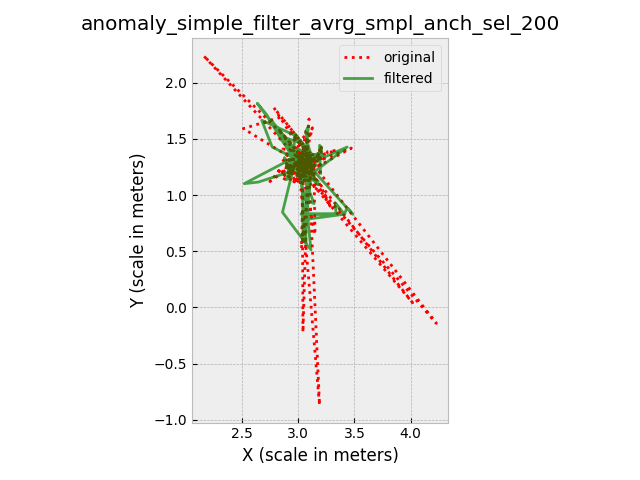 anomaly_simple_filter_avrg_smpl_anch_sel_200
original
filtered
2.0
1.5
1.0
0.5
0.0
−0.5
−1.0
2.5 3.0 3.5 4.0
Y (scale in meters)
X (scale in meters)